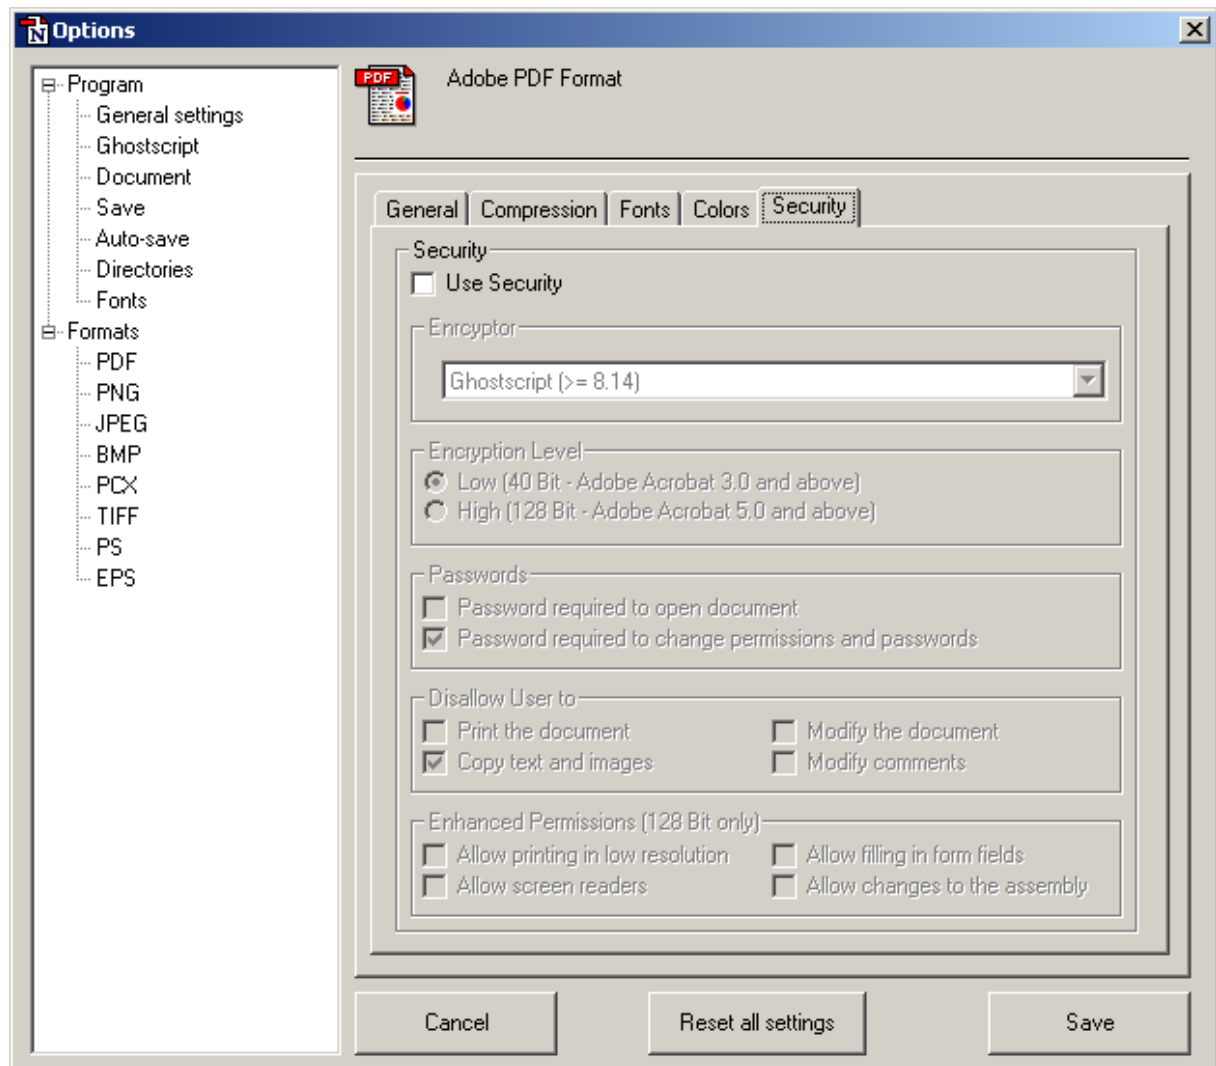 Options
Program
General settings
Ghostscript
Document
Save
Auto-save
Directories
Fonts
Formats
PDF
PNG
JPEG
BMP
PCX
TIFF
PS
EPS
PDF
Adobe PDF Format
General Compression Fonts Colors Security
Security
Use Security
Enrcyptor
Ghostscript (>= 8.14)
Encryption Level
Low (40 Bit - Adobe Acrobat 3.0 and above)
High (128 Bit - Adobe Acrobat 5.0 and above)
Passwords
Password required to open document
Password required to change permissions and passwords
Disallow User to
Print the document Modify the document
Copy text and images Modify comments
Enhanced Permissions (128 Bit only)
Allow printing in low resolution Allow filling in form fields
Allow screen readers Allow changes to the assembly
Cancel Reset all settings Save